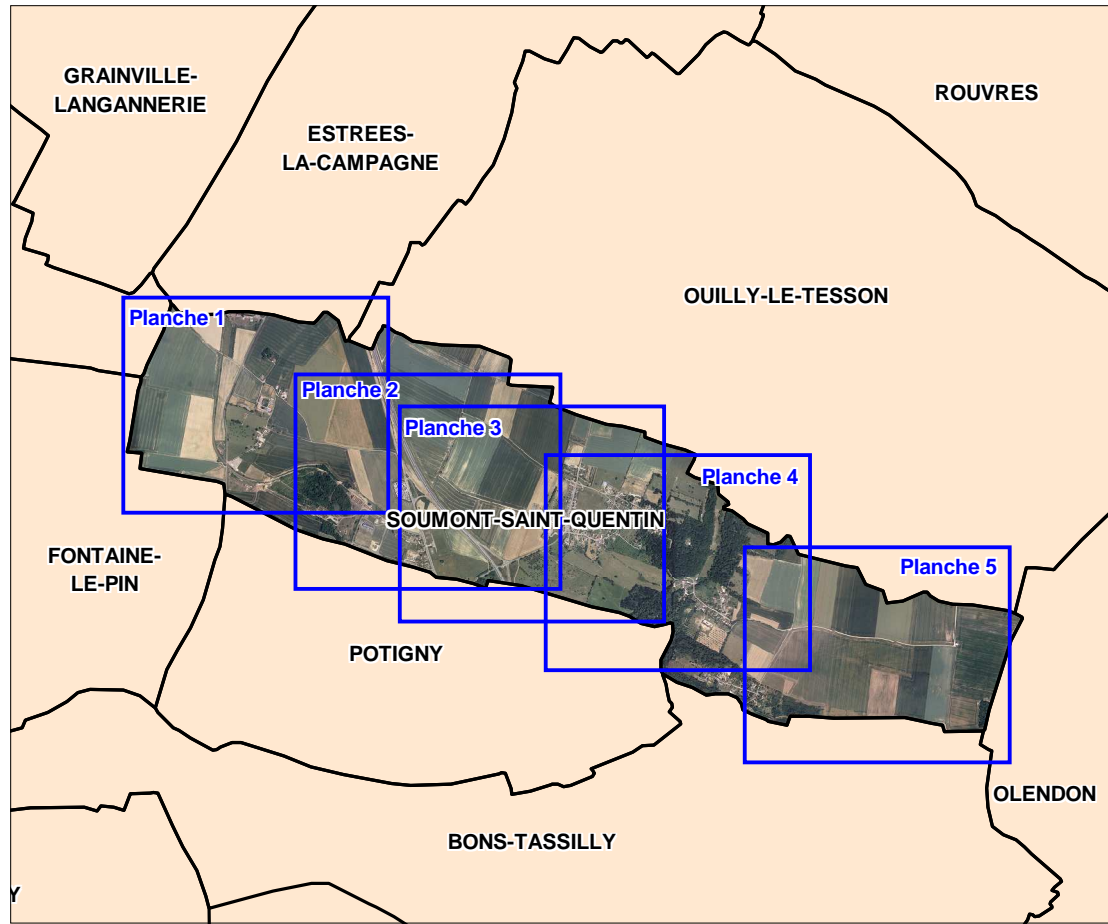 GRAINVILLE-
LANGANNERIE
ROUVRES
ESTREES-
LA-CAMPAGNE
OUILLY-LE-TESSON
Planche 1
Planche 2
Planche 3
Planche 4
SOUMONT-SAINT-QUENTIN
FONTAINE-
LE-PIN
Planche 5
POTIGNY
OLENDON
BONS-TASSILLY
Y